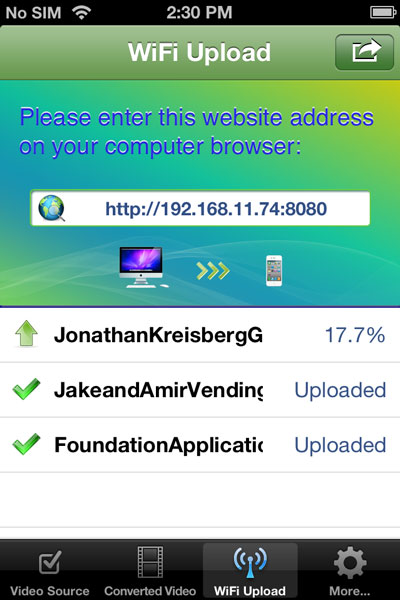 No SIM 2:30 PM
WiFi Upload
Please enter this website address
on your computer browser:
http://192.168.11.74:8080
JonathanKreisbergG 17.7%
JakeandAmirVending Uploaded
FoundationApplicatio Uploaded
Video Source Converted Video WiFi Upload More...